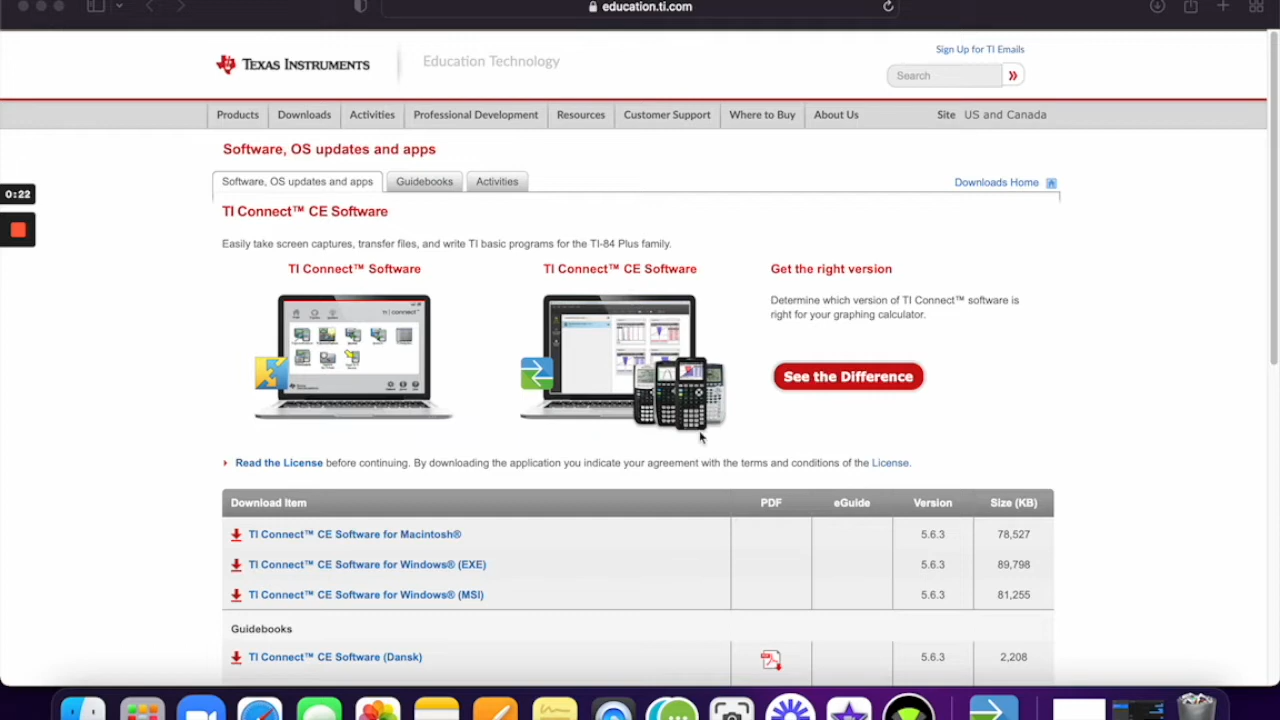 education.ti.com
TEXAS INSTRUMENTS
Education Technology
Sign Up for TI Emails
Search
Products Downloads Activities Professional Development Resources Customer Support Where to Buy About Us Site US and Canada
Software, OS updates and apps
0:22
Software, OS updates and apps Guidebooks Activities Downloads Home
TI Connect™ CE Software
Easily take screen captures, transfer files, and write TI basic programs for the TI-84 Plus family.
TI Connect™ Software TI Connect™ CE Software Get the right version
Determine which version of TI Connect™ software is
right for your graphing calculator.
TI connect™
See the Difference
Read the License before continuing. By downloading the application you indicate your agreement with the terms and conditions of the License.
Download Item PDF eGuide Version Size (KB)
TI Connect™ CE Software for Macintosh® 5.6.3 78,527
TI Connect™ CE Software for Windows® (EXE) 5.6.3 89,798
TI Connect™ CE Software for Windows® (MSI) 5.6.3 81,255
Guidebooks
TI Connect™ CE Software (Dansk) 5.6.3 2,208